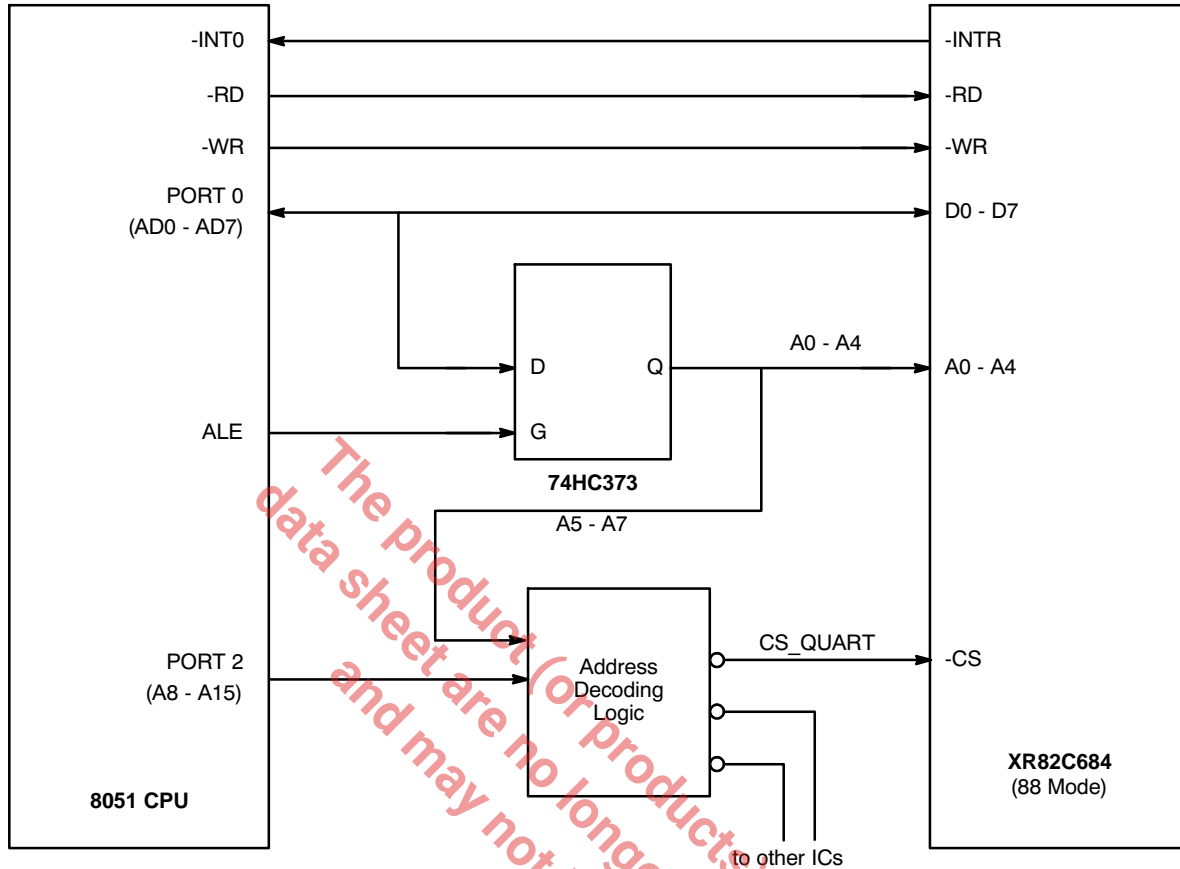 -INT0
-INTR
-RD
-RD
-WR
-WR
PORT 0
(AD0 - AD7)
D0 - D7
A0 - A4
D
Q
A0 - A4
ALE
G
74HC373
A5 - A7
PORT 2
(A8 - A15)
Address
Decoding
Logic
CS_QUART
-CS
8051 CPU
XR82C684
(88 Mode)
to other ICs
The product (or products)
data sheet are no longe
and may not